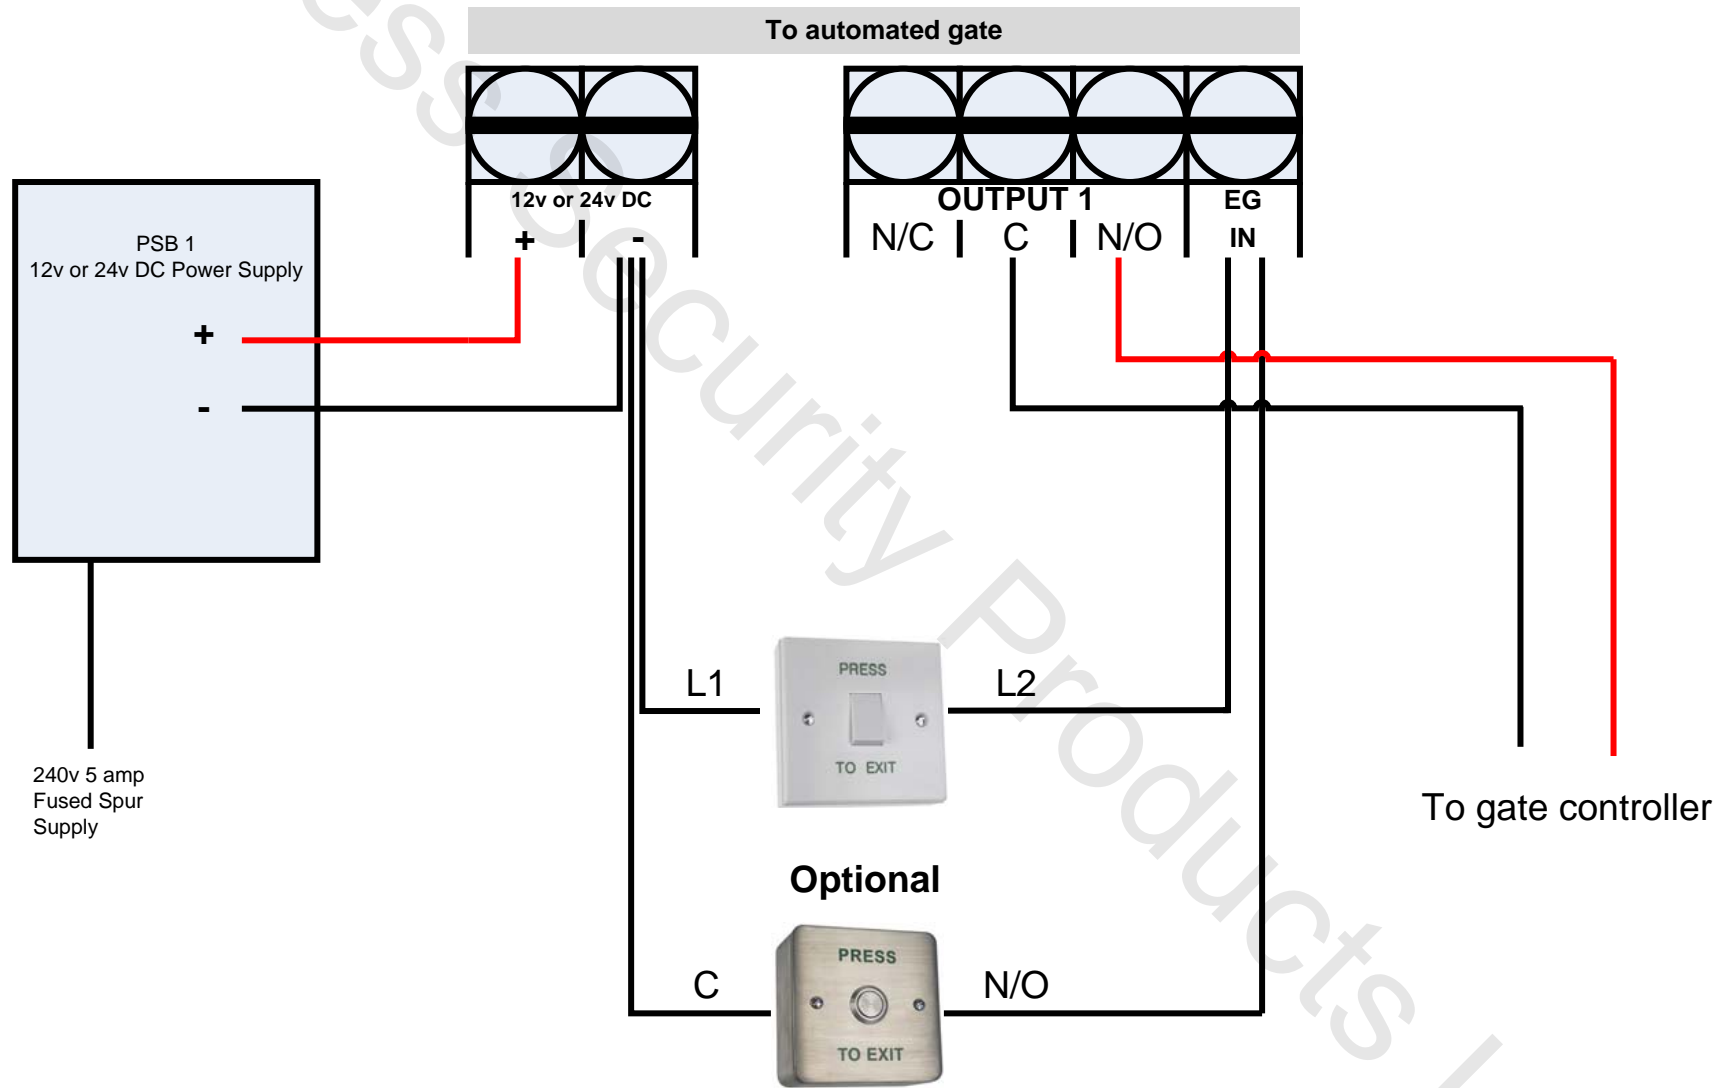 To automated gate
12v or 24v DC
+ -
OUTPUT 1
N/C C N/O
EG
IN
PSB 1
12v or 24v DC Power Supply
+
-
240v 5 amp
Fused Spur
Supply
L1
PRESS
TO EXIT
L2
To gate controller
Optional
C
PRESS
TO EXIT
N/O
ess Security Products